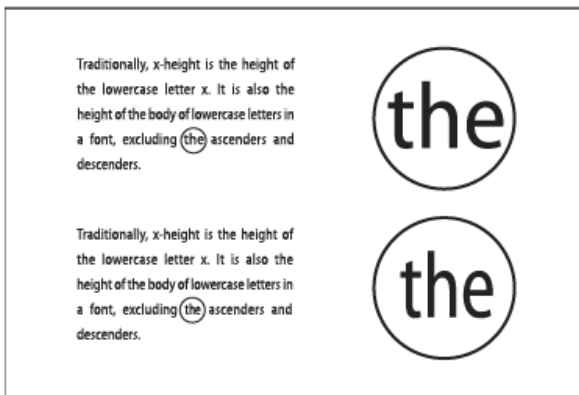 Traditionally, x-height is the height of
the lowercase letter x. It is also the
height of the body of lowercase letters in
a font, excluding the ascenders and
descenders.
the
Traditionally, x-height is the height of
the lowercase letter x. It is also the
height of the body of lowercase letters in
a font, excluding the ascenders and
descenders.
the